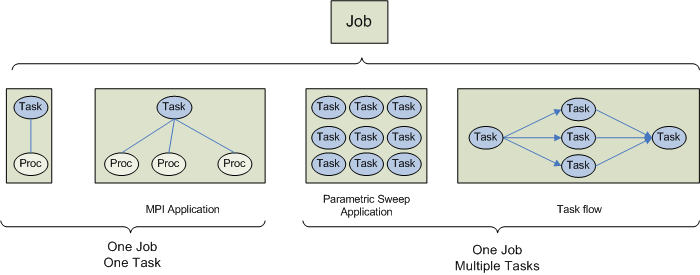 Job
Task
Proc
Task
Proc Proc Proc
MPI Application
Task Task Task
Task Task Task
Task Task Task
Parametric Sweep
Application
Task
Task
Task
Task
Task
Task flow
One Job
One Task
One Job
Multiple Tasks